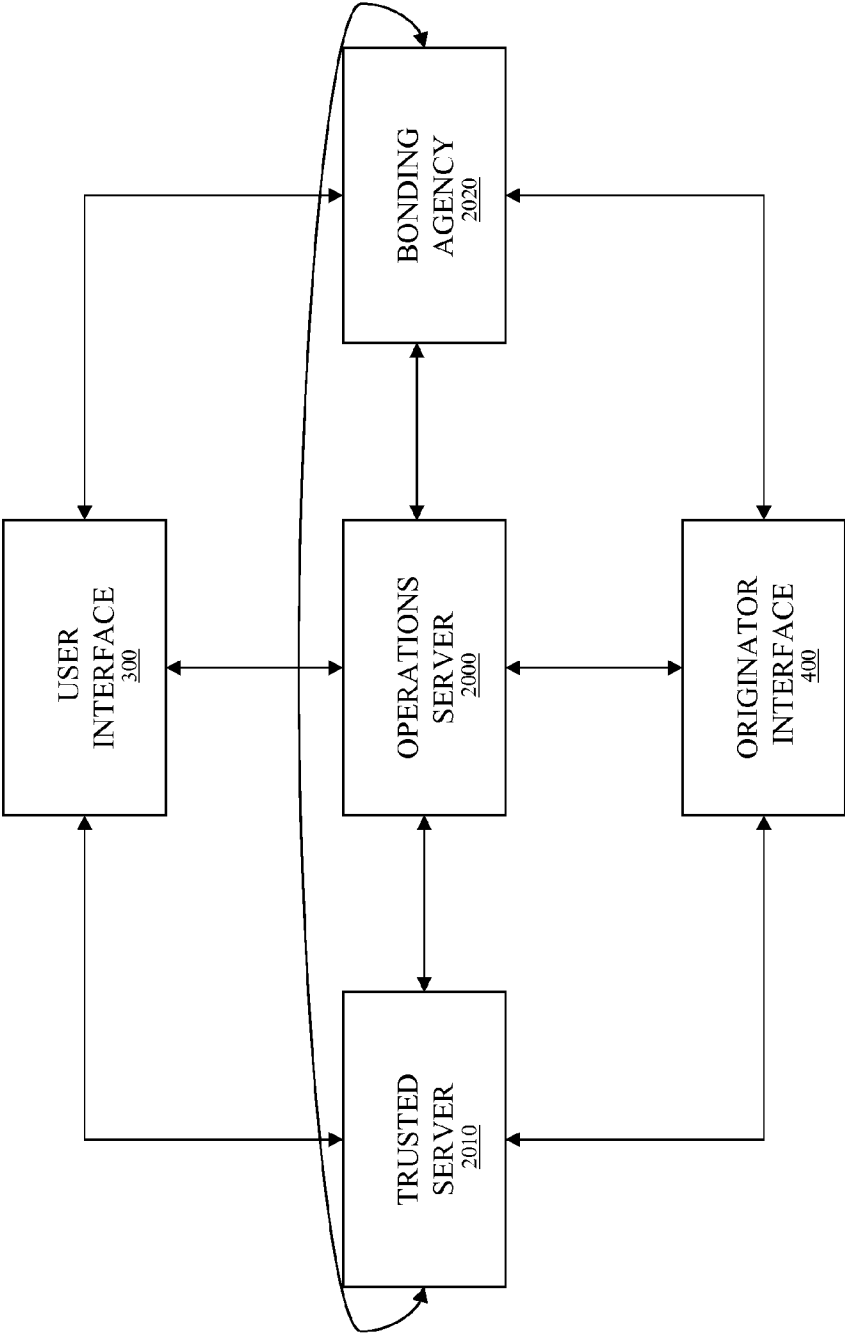 USER
INTERFACE
300
TRUSTED
SERVER
2010
OPERATIONS
SERVER
2000
BONDING
AGENCY
2020
ORIGINATOR
INTERFACE
400